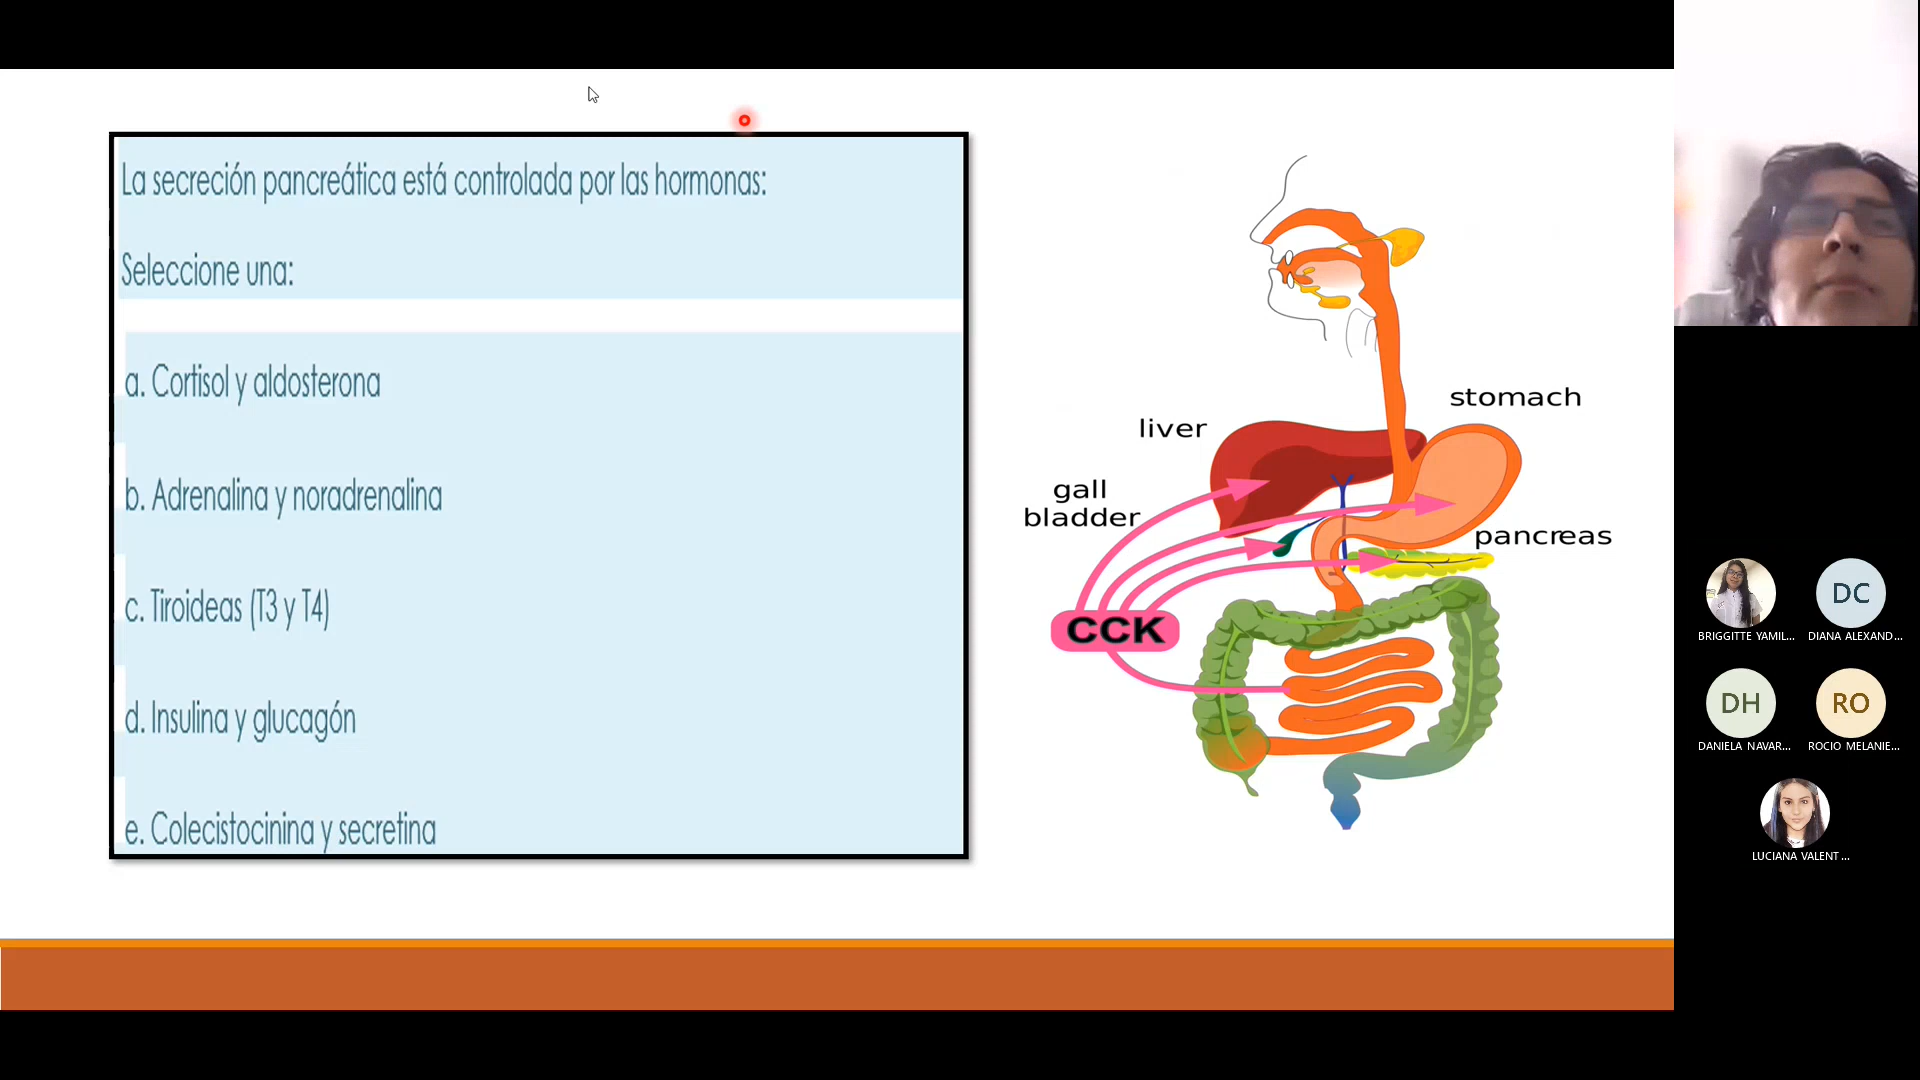 La secreción pancreática está controlada por las hormonas:
Seleccione una:
a. Cortisol y aldosterona
b. Adrenalina y noradrenalina
c. Tiroideas (T3 y T4)
d. Insulina y glucagón
e. Colecistocinina y secretina
stomach
liver
gall
bladder
pancreas
CCK
DC
BRIGGITTE YAMIL...
DIANA ALEXAND...
DH
RO
DANIELA NAVAR...
ROCIO MELANIE...
LUCIANA VALENT...